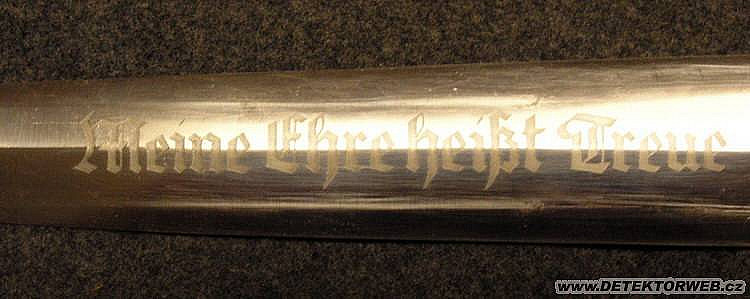 Meine Ehre heißt Treue
WWW.DETEKTORWEB.CZ